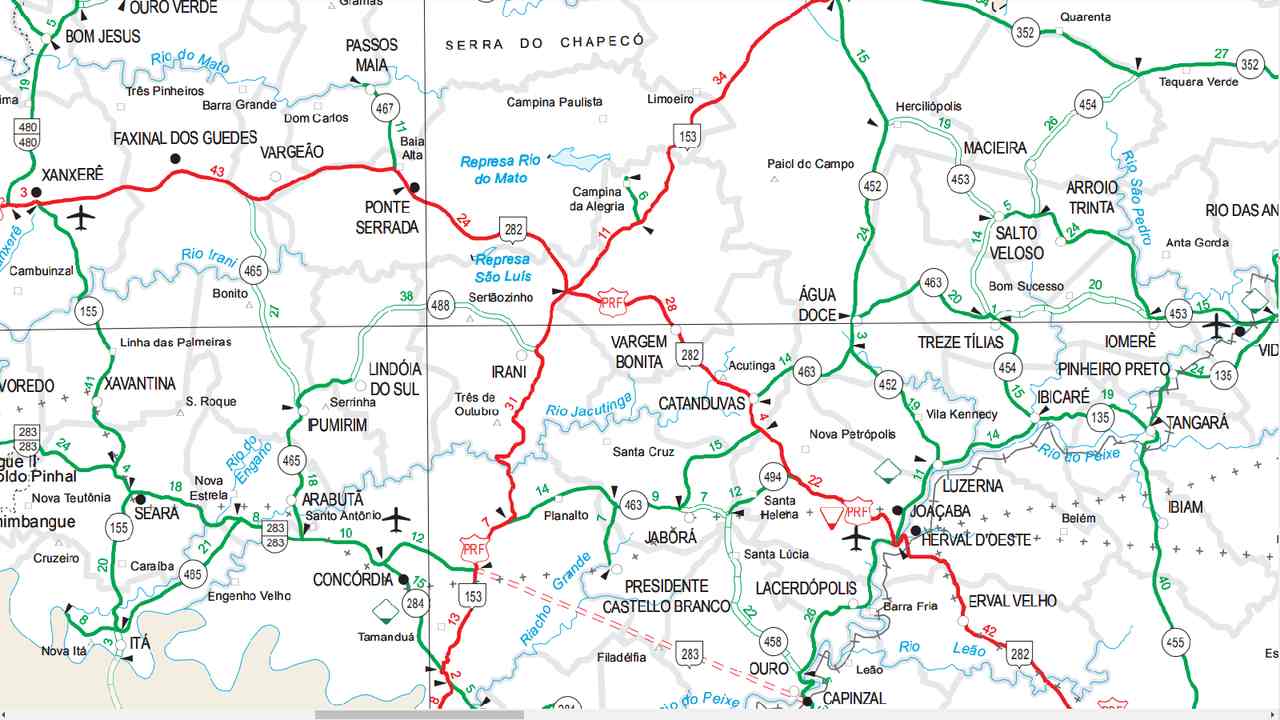 OURO VERDE
Gramas
BOM JESUS
5
Rio do Mato
PASSOS
MAIA
SERRA DO CHAPECÓ
34
15
352
Quarenta
27
352
Taquara Verde
19
Três Pinheiros
Barra Grande
Dom Carlos
467
11
Campina Paulista
Limoeiro
153
Herciliópolis
19
454
26
480
480
FAXINAL DOS GUEDES
VARGEÃO
Baia
Alta
Represa Rio
do Mato
Paiol do Campo
MACIEIRA
Rio São Pedro
XANXERÊ
43
3
PONTE
SERRADA
24
282
Campina
da Alegria
6
11
452
24
453
ARROIO
TRINTA
5
24
SALTO
VELOSO
14
RIO DAS AN
Anta Gorda
Cambuinzal
Rio Irani
465
Bonito
27
Represa
São Luís
38
488
Sertãozinho
PRF
28
463
20
Bom Sucesso
20
ÁGUA
DOCE
155
Linha das Palmeiras
VARGEM
BONITA
282
3
1
TREZE TÍLIAS
453
15
IOMERÊ
VID
VOREDO
41
XAVANTINA
LINDÓIA
DO SUL
IRANI
Acutinga
14
463
454
PINHEIRO PRETO
24
135
S. Roque
Serrinha
IPUMIRIM
Três de
Outubro
31
Rio Jacutinga
CATANDUVAS
4
452
19
Vila Kennedy
15
IBICARÉ
135
19
TANGARÁ
283
283
24
4
Rio do
Engano
465
18
Santa Cruz
15
Nova Petrópolis
14
Rio do Peixe
oldo Pinhal
Nova Teutônia
18
Nova
Estrela
ARABUTÃ
Santo Antônio
494
22
11
LUZERNA
SEARA
14
Planalto
463
9
7
12
Santa
Helena
PRF
JOAÇABA
IBIAM
155
8
283
283
10
12
7
7
JABORÁ
Belém
HERVAL D'OESTE
Cruzeiro
20
Caraíba
21
465
CONCÓRDIA
15
284
PRF
153
Riacho Grande
PRESIDENTE
CASTELLO BRANCO
Santa Lúcia
LACERDÓPOLIS
Engenho Velho
Barra Fria
ERVAL VELHO
40
8
3
ITÁ
Nova Itá
Tamanduá
13
Filadélfia
283
22
458
26
42
282
455
Rio Leão
2
OURO
Leão
5
CAPINZAL